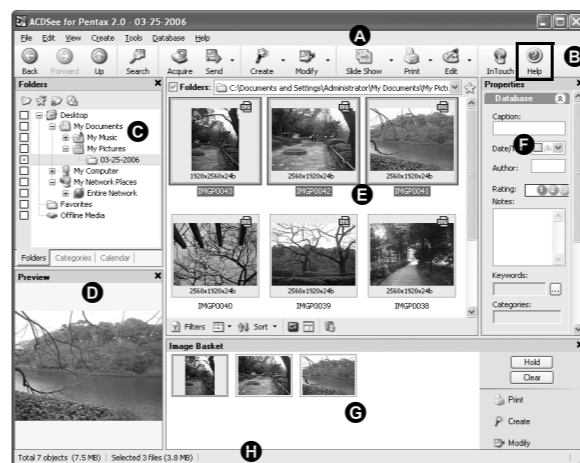 ACDSee for Pentax 2.0 - 03-25-2006
File Edit View Create Tools Database Help
A
B
Back Forward Up Search Acquire Send Create Modify Slide Show Print Edit InTouch Help
Folders
Desktop
My Documents
C
My Music
My Pictures
03-25-2006
My Computer
My Network Places
Entire Network
Favorites
Offline Media
Folders Categories Calendar
Folders: C:\Documents and Settings\Administrator\My Documents\My Pictu
1920x2560x24b 2560x1920x24b 2560x1920x24b
IMGP0043 IMGP0042 IMGP0041
E
2560x1920x24b 2560x1920x24b 2560x1920x24b
IMGP0040 IMGP0039 IMGP0038
Filters Sort
Properties
Database
Caption:
F
Author:
Rating:
Notes:
Keywords:
...
Categories:
Preview
D
Image Basket
G
Hold
Clear
Print
Create
Modify
H
Total 7 objects (7.5 MB) Selected 3 files (3.8 MB)